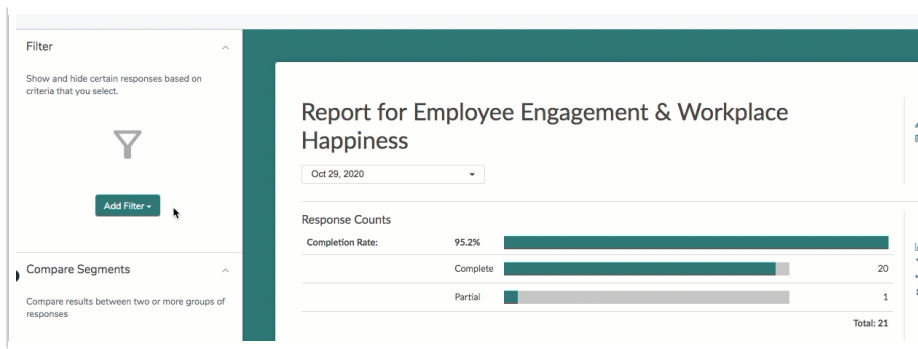 Filter
Show and hide certain responses based on
criteria that you select.
Add Filter
Compare Segments
Compare results between two or more groups of
responses
Report for Employee Engagement & Workplace
Happiness
Oct 29, 2020
Response Counts
Completion Rate: 95.2%
Complete 20
Partial 1
Total: 21